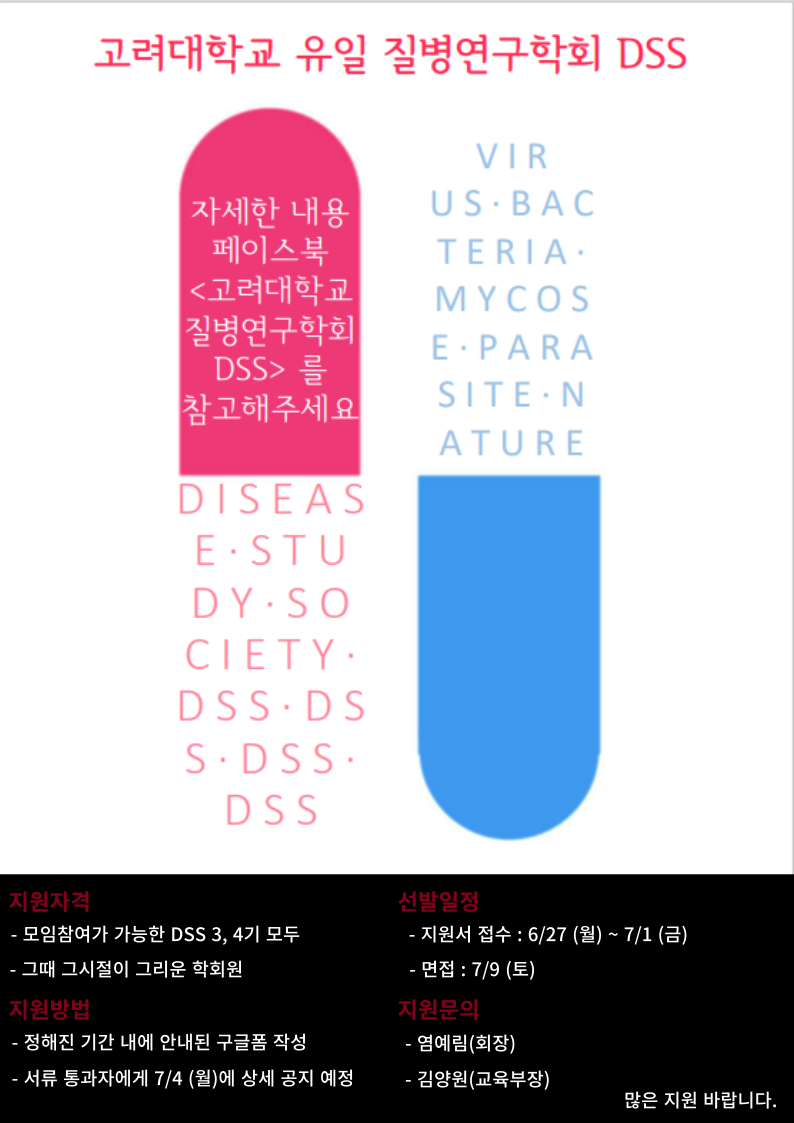 고려대학교 유일 질병연구학회 DSS
자세한 내용
페이스북
<고려대학교
질병연구학회
DSS> 를
참고해주세요
DISEAS
E·STU
DY·SO
CIETY·
DSS·DS
S·DSS·
DSS
VIR
US·BAC
TERIA·
MYCOS
E·PARA
SITE·N
ATURE
지원자격
- 모임참여가 가능한 DSS 3, 4기 모두
- 그때 그시절이 그리운 학회원
지원방법
- 정해진 기간 내에 안내된 구글폼 작성
- 서류 통과자에게 7/4 (월)에 상세 공지 예정
선발일정
- 지원서 접수 : 6/27 (월) ~ 7/1 (금)
- 면접 : 7/9 (토)
지원문의
- 염예림(회장)
- 김양원(교육부장)
많은 지원 바랍니다.